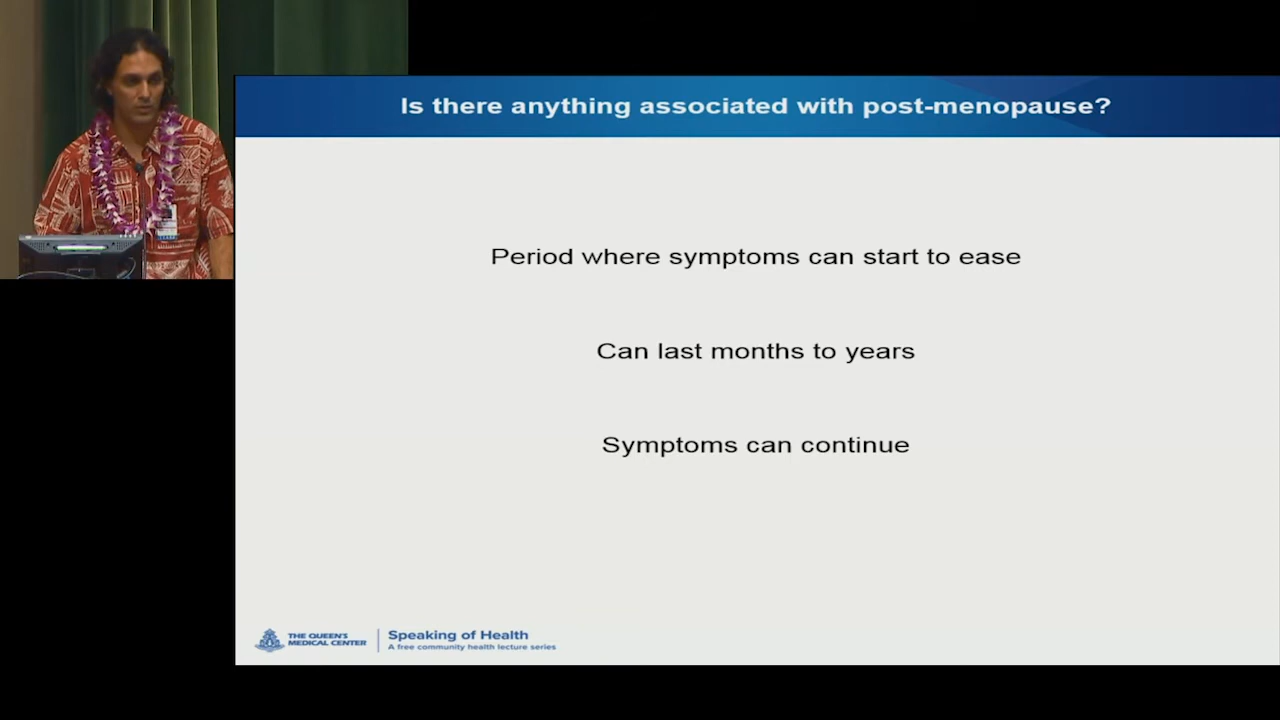 Is there anything associated with post-menopause?
Period where symptoms can start to ease
Can last months to years
Symptoms can continue
THE QUEEN'S
MEDICAL CENTER
Speaking of Health
A free community health lecture series